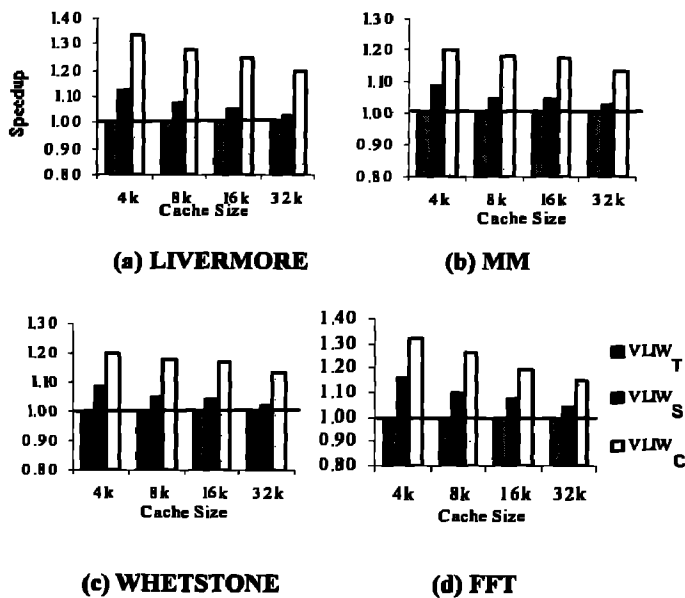 1.40
1.30
1.20
1.10
1.00
0.90
0.80
Speedup
4k 8k 16k 32k
Cache Size
(a) LIVERMORE
1.30
1.20
1.10
1.00
0.90
0.80
4k 8k 16k 32k
Cache Size
(b) MM
1.30
1.20
1.10
1.00
0.90
0.80
4k 8k 16k 32k
Cache Size
(c) WHETSTONE
1.40
1.30
1.20
1.10
1.00
0.90
0.80
4k 8k 16k 32k
Cache Size
(d) FFT
VLIW T
VLIW S
VLIW C